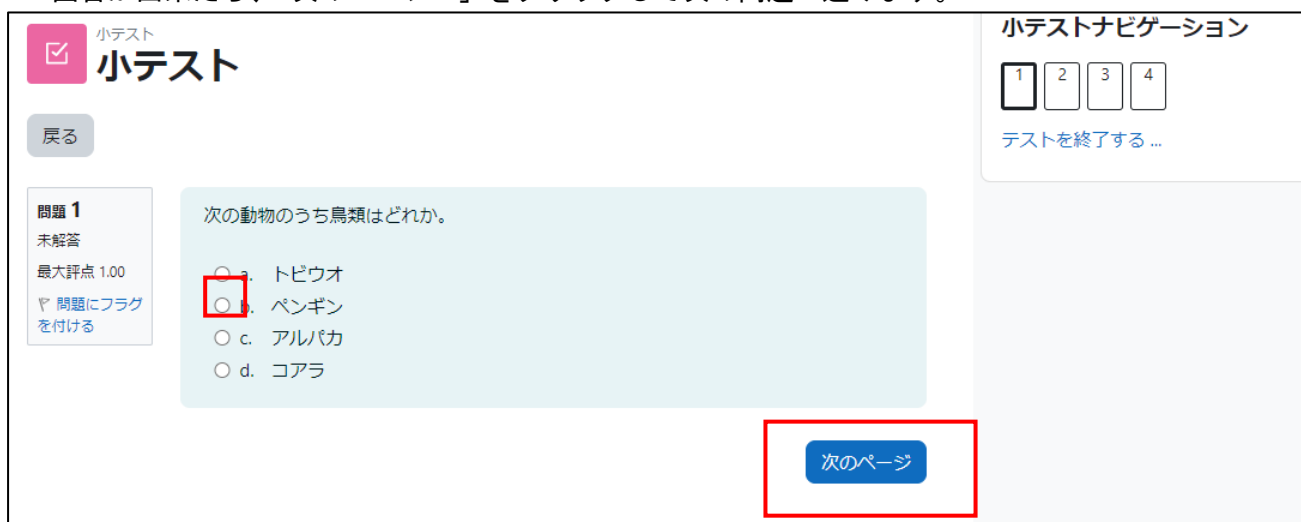 小テスト
小テスト
戻る
問題 1
未解答
最大評点 1.00
問題にフラグ
を付ける
次の動物のうち鳥類はどれか。
a. トビウオ
b. ペンギン
c. アルパカ
d. コアラ
次のページ
小テストナビゲーション
1 2 3 4
テストを終了する ...